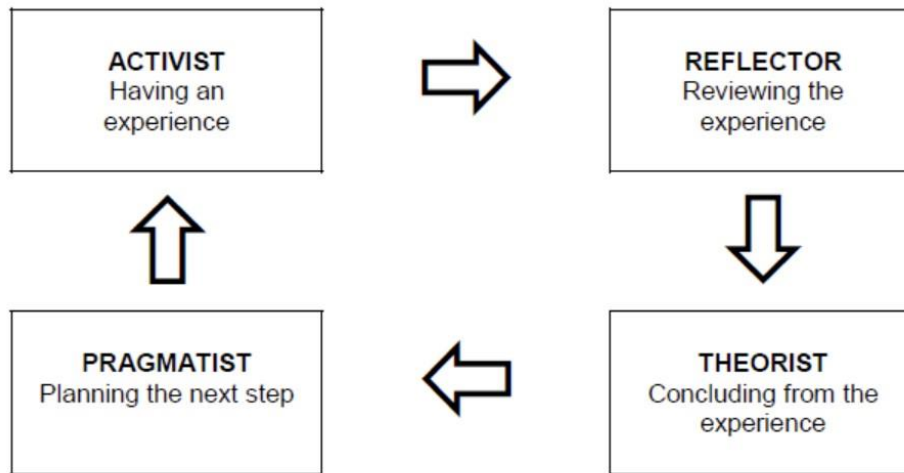 ACTIVIST
Having an
experience
REFLECTOR
Reviewing the
experience
PRAGMATIST
Planning the next step
THEORIST
Concluding from the
experience